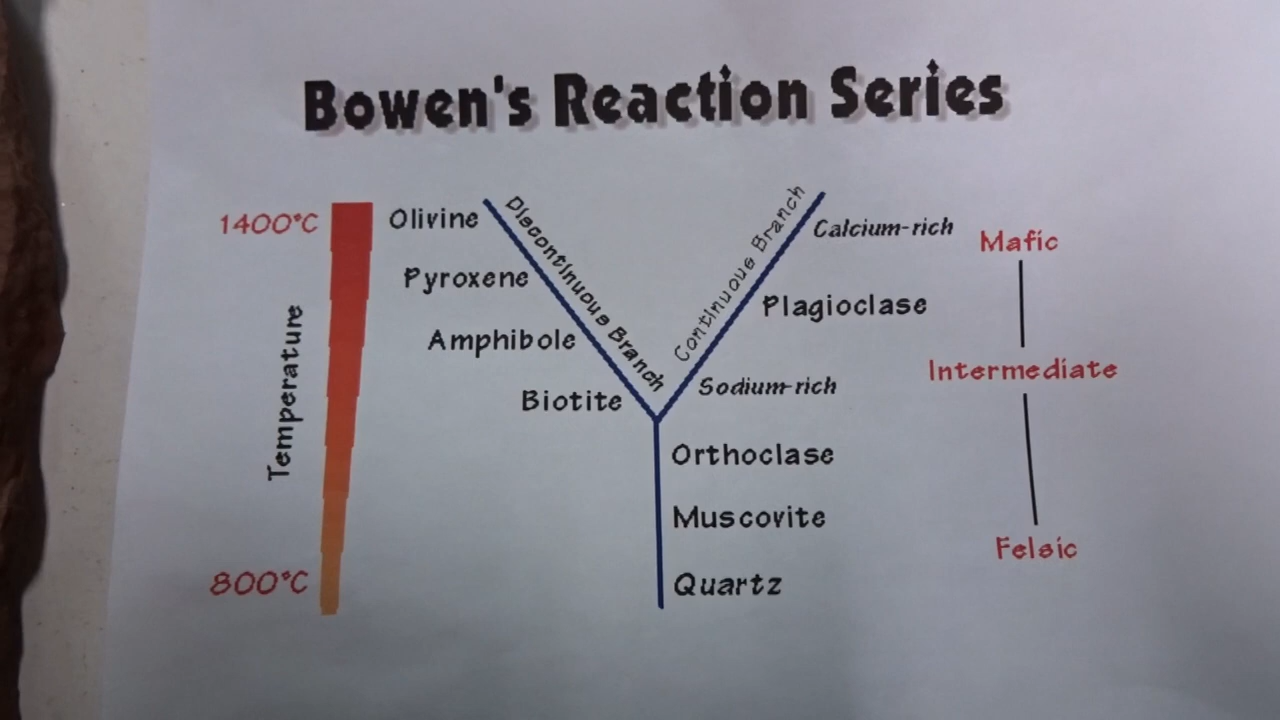 Bowen's Reaction Series
1400°C
Olivine
Discontinuous Branch
Continuous Branch
Calcium-rich
Mafic
Pyroxene
Plagioclase
Temperature
Amphibole
Intermediate
Biotite
Sodium-rich
Orthoclase
Muscovite
Felsic
800°C
Quartz